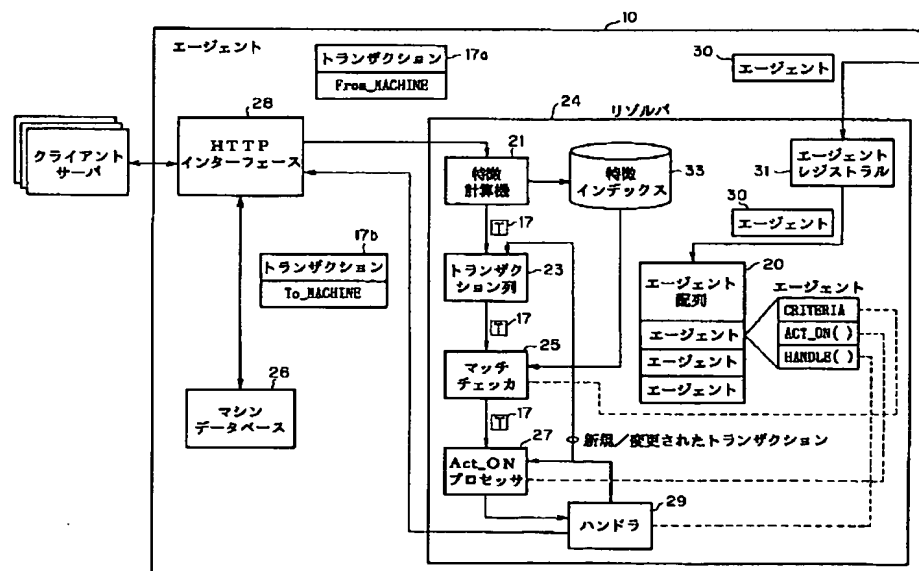 10
エージェント
トランザクション
17a
From_MACHINE
30
エージェント
24
リゾルバ
28
HTTP
インターフェース
クライアント
サーバ
21
特徴
計算機
特徴
インデックス
33
エージェント
レジストラル
31
30
エージェント
17
17b
トランザクション
To_MACHINE
トランザク
ション列
23
20
エージェント
配列
エージェント
エージェント
エージェント
エージェント
CRITERIA
ACT_ON( )
HANDLE( )
T
17
25
マッチ
チェッカ
26
マシン
データベース
T
17
新規/変更されたトランザクション
27
Act_ON
プロセッサ
29
ハンドラ